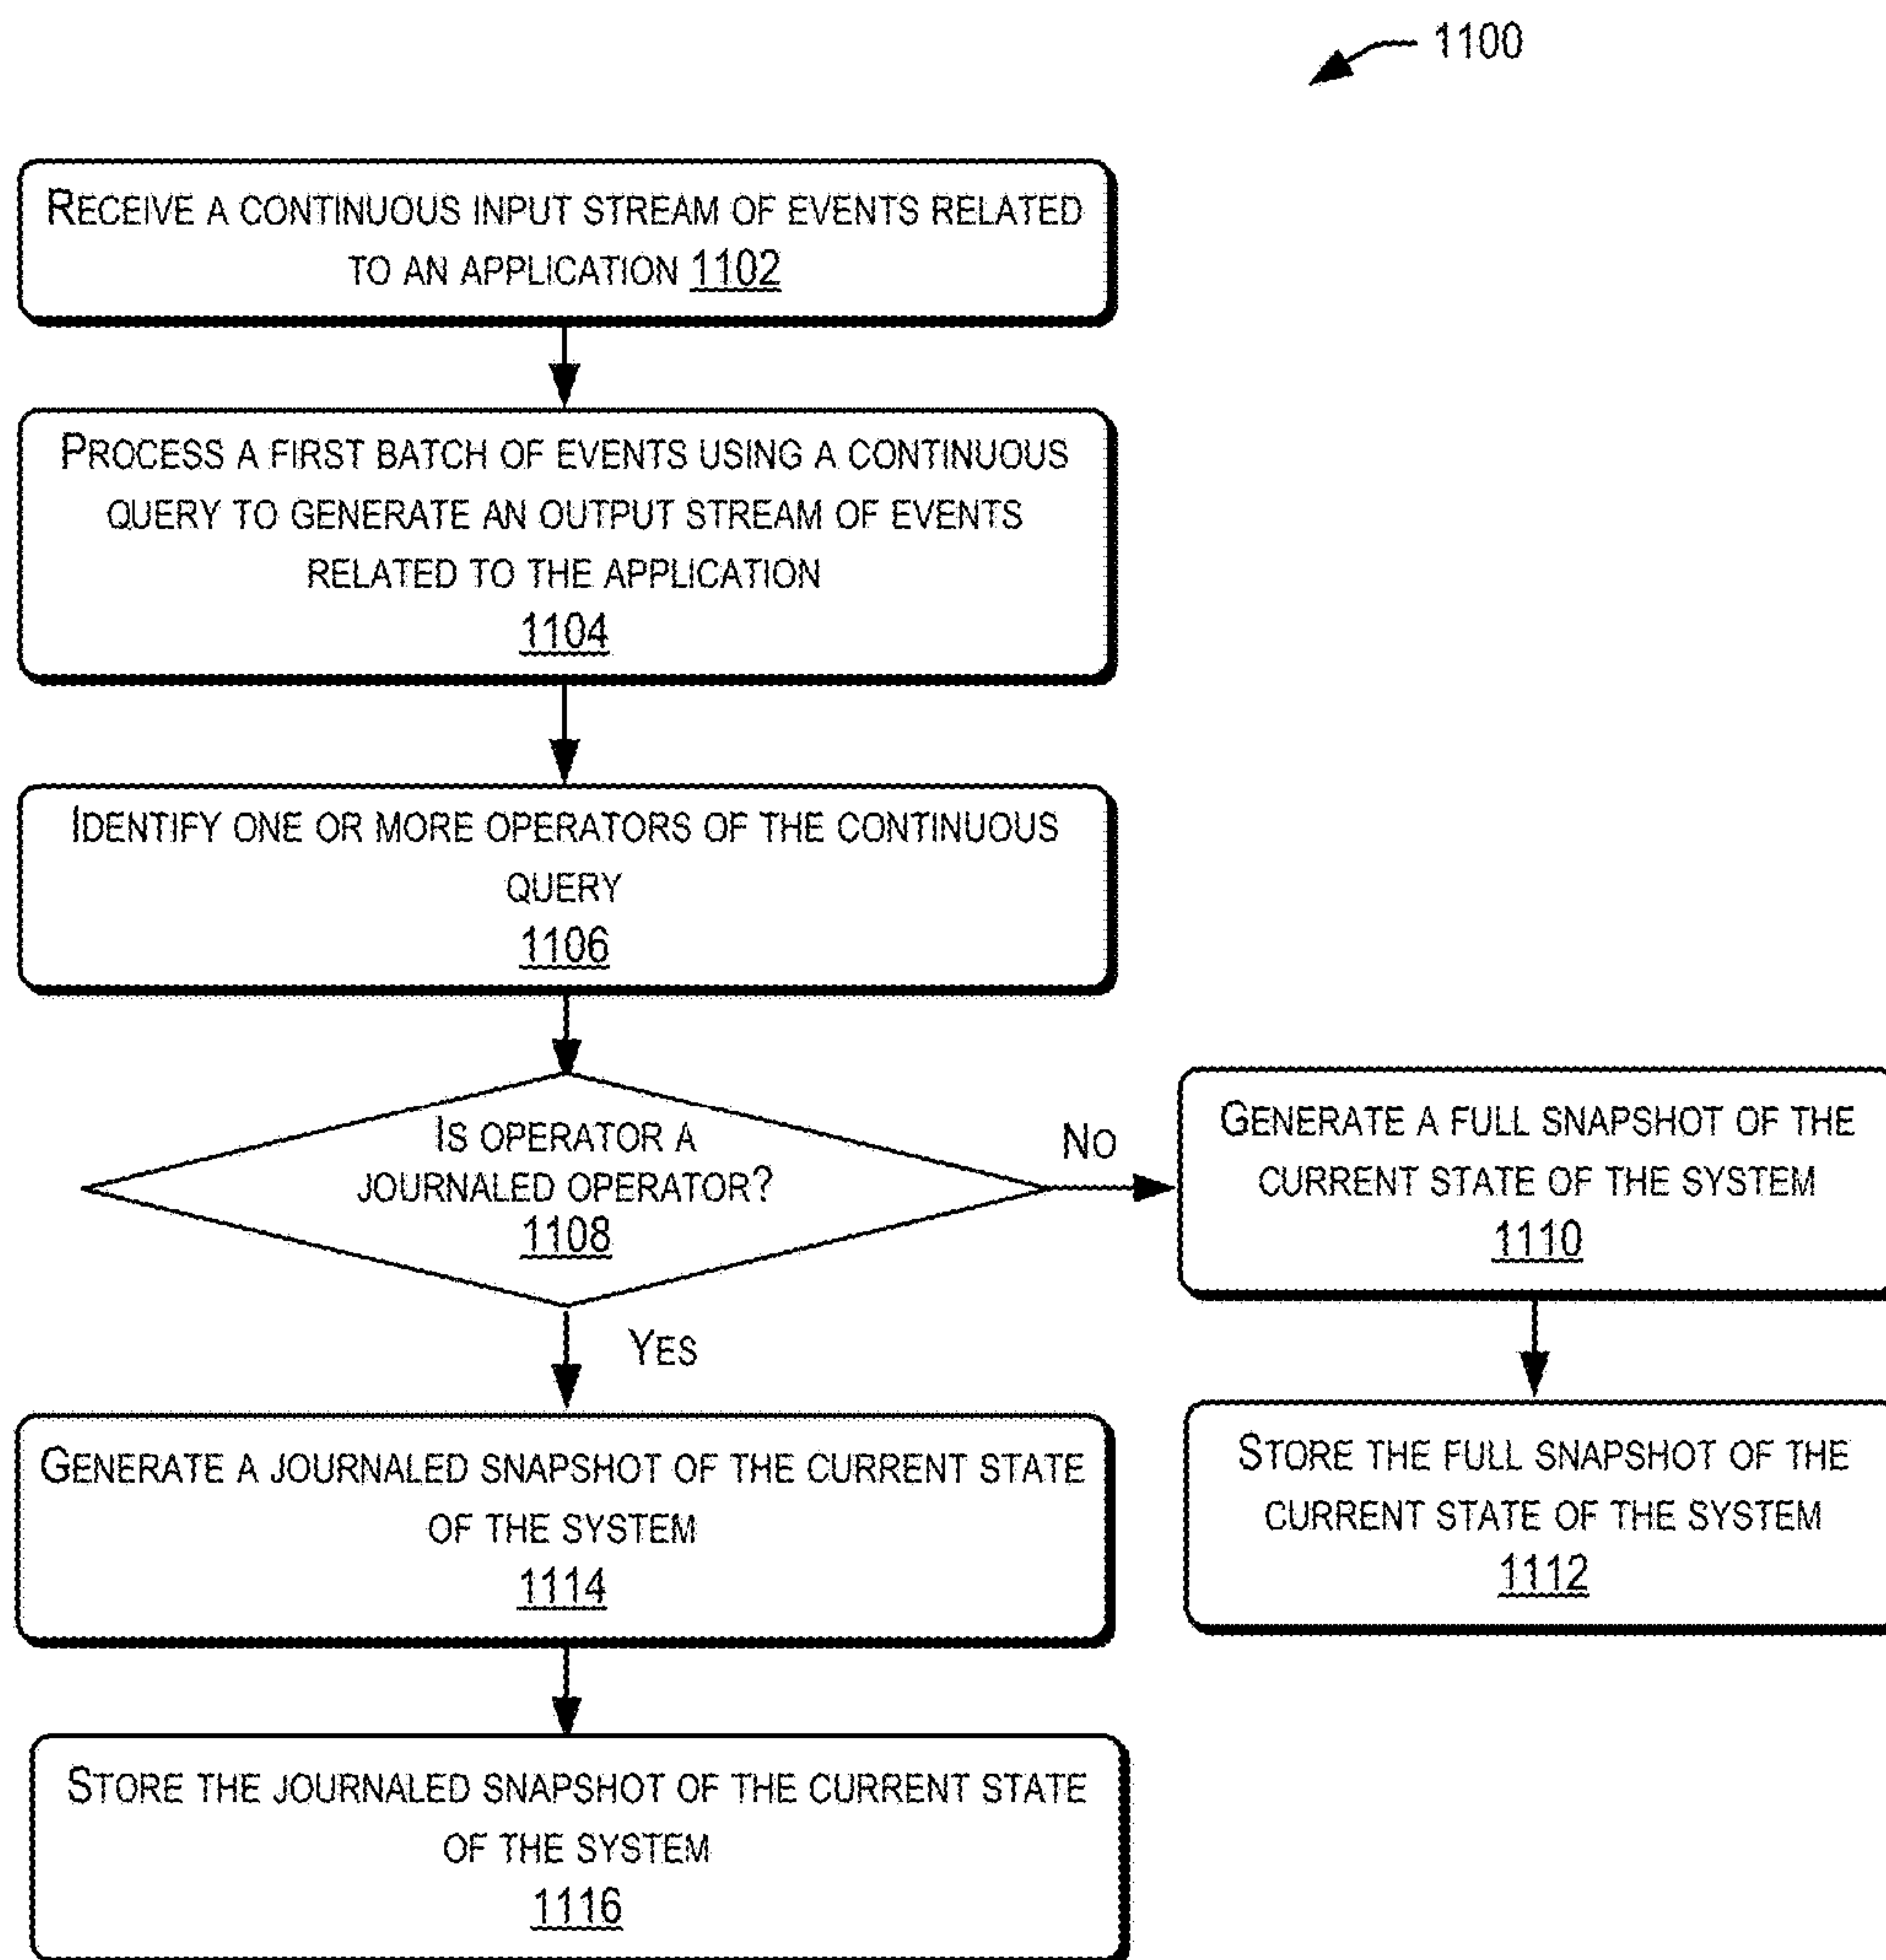 1100
RECEIVE A CONTINUOUS INPUT STREAM OF EVENTS RELATED
TO AN APPLICATION 1102
PROCESS A FIRST BATCH OF EVENTS USING A CONTINUOUS
QUERY TO GENERATE AN OUTPUT STREAM OF EVENTS
RELATED TO THE APPLICATION
1104
IDENTIFY ONE OR MORE OPERATORS OF THE CONTINUOUS
QUERY
1106
IS OPERATOR A
JOURNALED OPERATOR?
1108
NO
GENERATE A FULL SNAPSHOT OF THE
CURRENT STATE OF THE SYSTEM
1110
STORE THE FULL SNAPSHOT OF THE
CURRENT STATE OF THE SYSTEM
1112
YES
GENERATE A JOURNALED SNAPSHOT OF THE CURRENT STATE
OF THE SYSTEM
1114
STORE THE JOURNALED SNAPSHOT OF THE CURRENT STATE
OF THE SYSTEM
1116